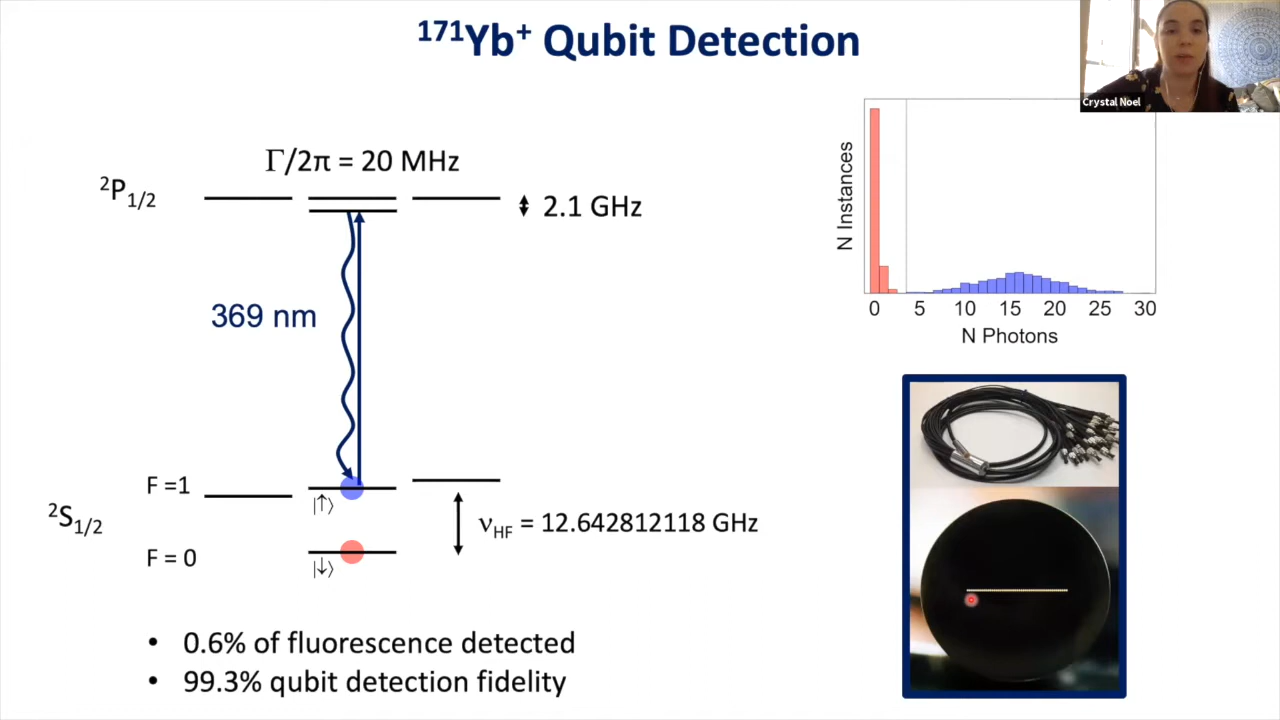 ¹⁷¹Yb⁺ Qubit Detection
Crystal Noel
Γ/2π = 20 MHz
²P₁/₂
2.1 GHz
369 nm
F =1
|↑⟩
²S₁/₂
ν_HF = 12.642812118 GHz
F = 0
|↓⟩
• 0.6% of fluorescence detected
• 99.3% qubit detection fidelity
N Instances
0 5 10 15 20 25 30
N Photons